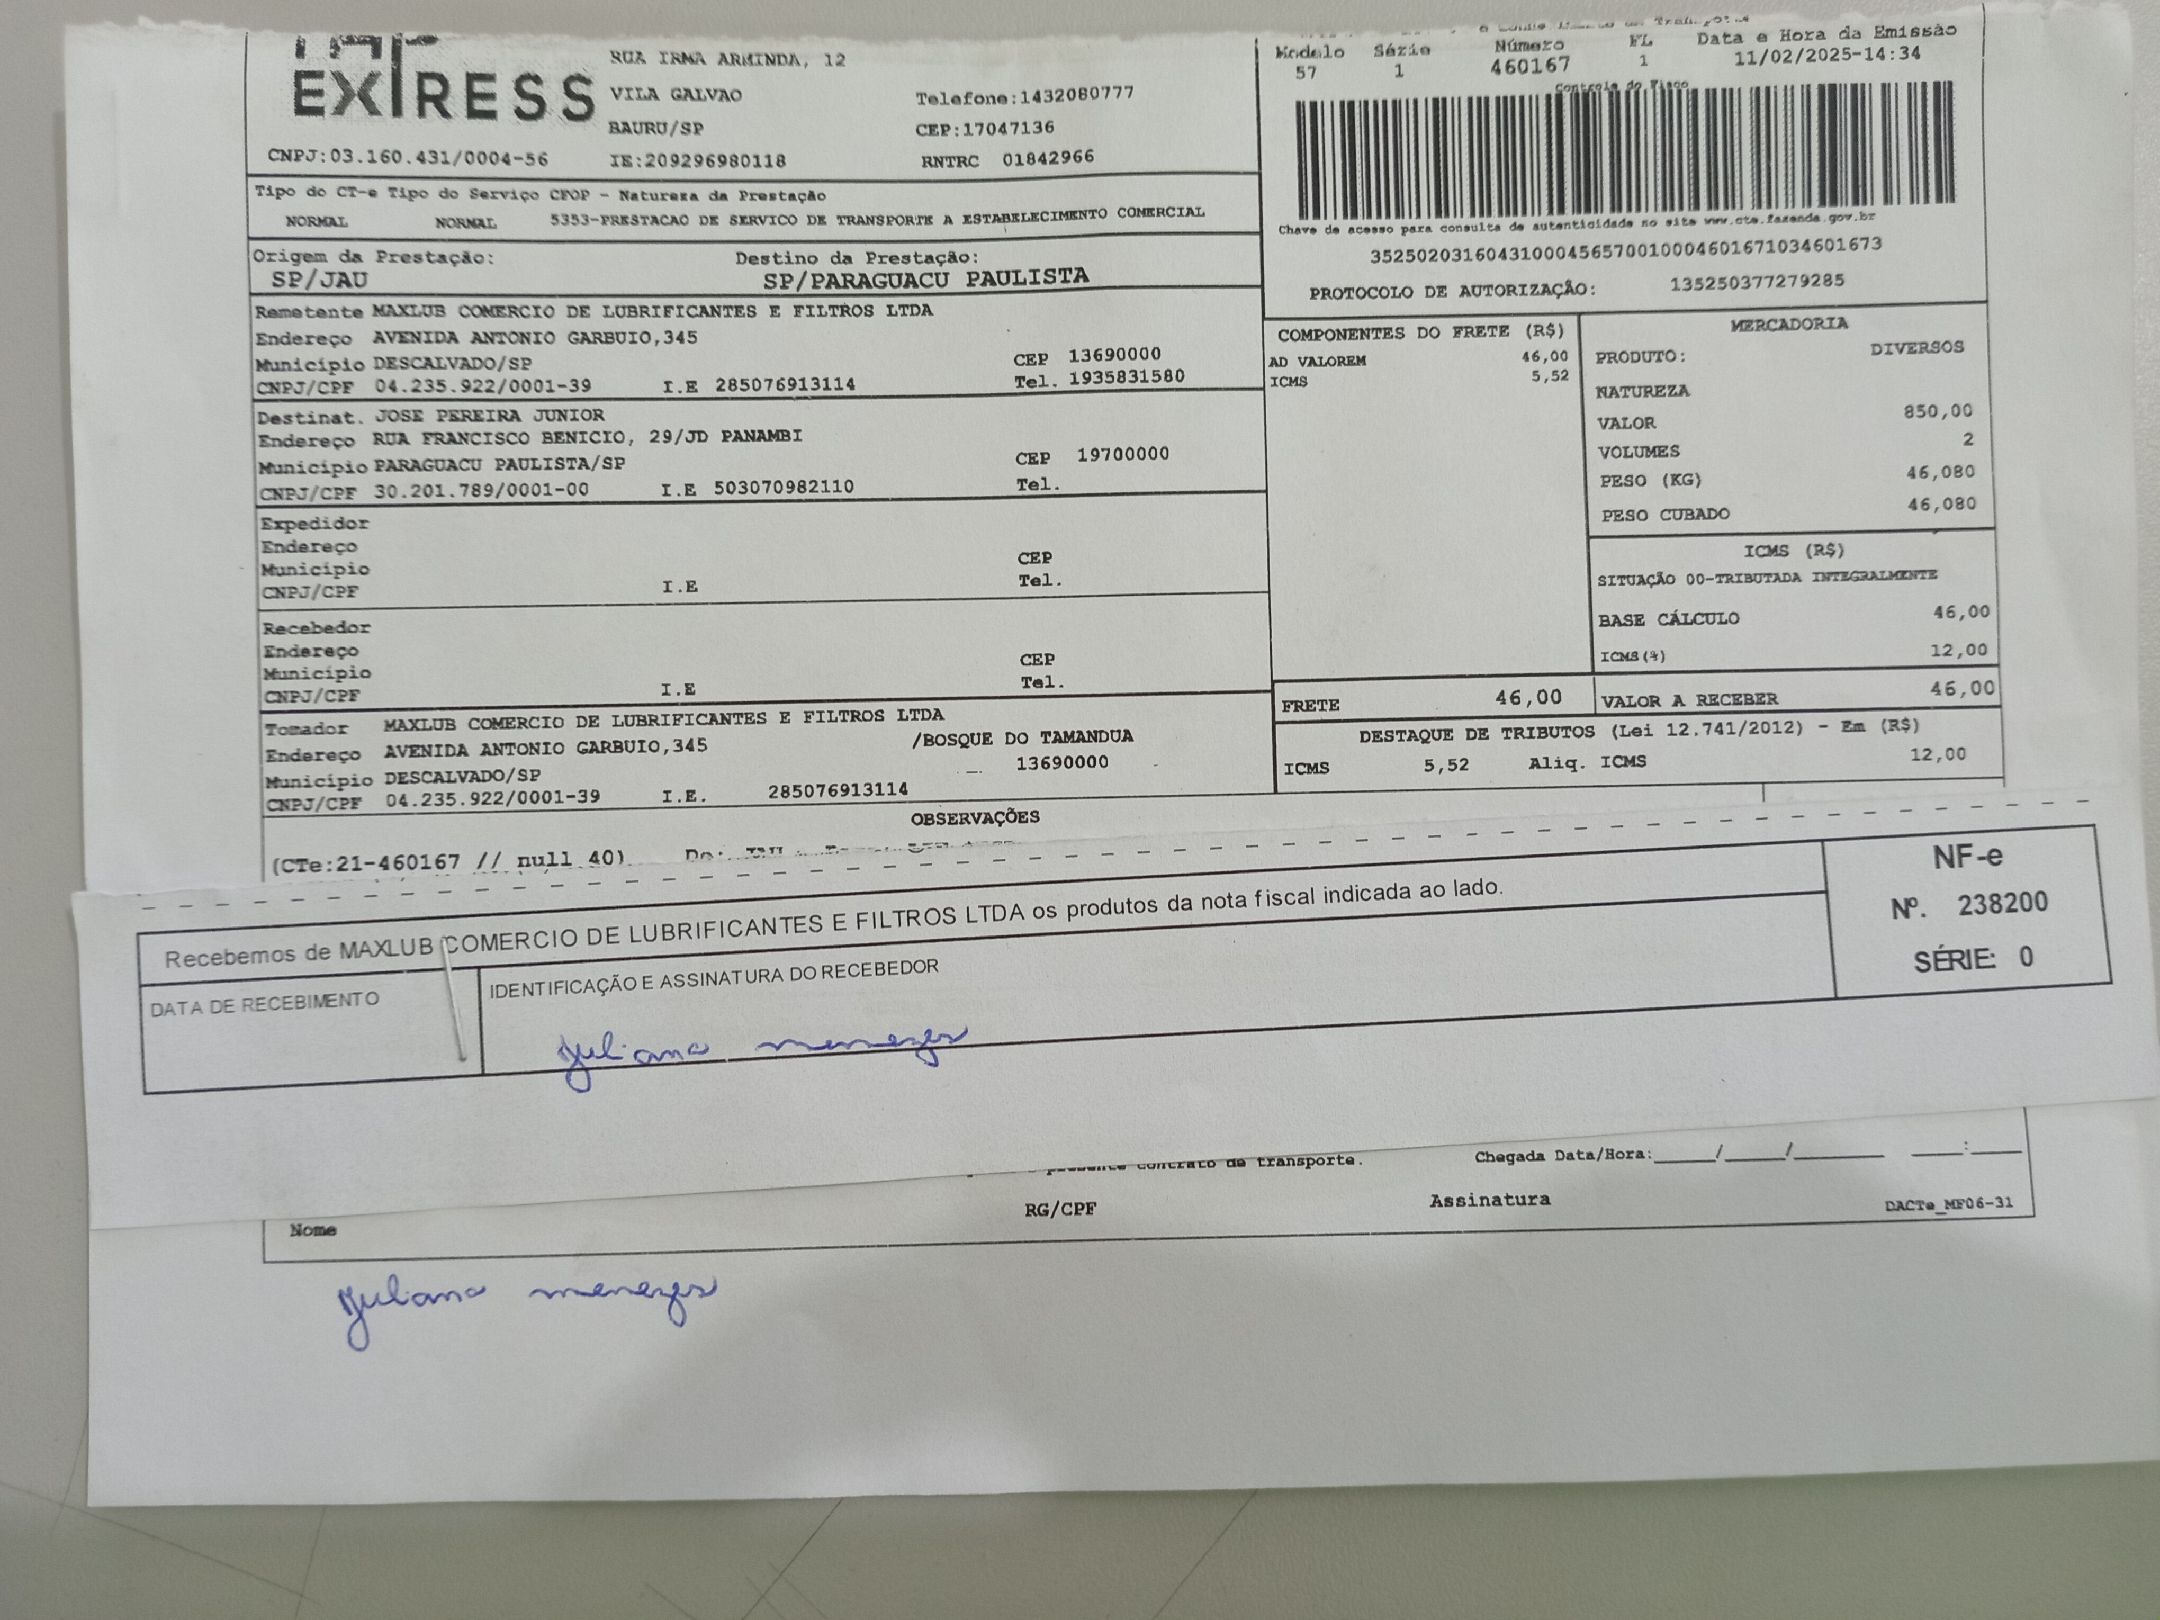 EXPRESS
RUA IRMA ARMINDA, 12
VILA GALVAO Telefone:1432080777
BAURU/SP CEP:17047136
CNPJ:03.160.431/0004-56 IE:209296980118 RNTRC 01842966
Modelo Série Número FL Data e Hora da Emissão
57 1 460167 1 11/02/2025-14:34
Controle do Fisco
Tipo do CT-e Tipo do Serviço CFOP - Natureza da Prestação
NORMAL NORMAL 5353-PRESTACAO DE SERVICO DE TRANSPORTE A ESTABELECIMENTO COMERCIAL
Chave de acesso para consulta de autenticidade no site www.cte.fazenda.gov.br
35250203160431000456570010004601671034601673
PROTOCOLO DE AUTORIZAÇÃO: 135250377279285
Origem da Prestação: Destino da Prestação:
SP/JAU SP/PARAGUACU PAULISTA
Remetente MAXLUB COMERCIO DE LUBRIFICANTES E FILTROS LTDA
Endereço AVENIDA ANTONIO GARBUIO,345
Município DESCALVADO/SP CEP 13690000
CNPJ/CPF 04.235.922/0001-39 I.E 285076913114 Tel. 1935831580
Destinat. JOSE PEREIRA JUNIOR
Endereço RUA FRANCISCO BENICIO, 29/JD PANAMBI
Município PARAGUACU PAULISTA/SP CEP 19700000
CNPJ/CPF 30.201.789/0001-00 I.E 503070982110 Tel.
Expedidor
Endereço
Município CEP
CNPJ/CPF I.E Tel.
Recebedor
Endereço
Município CEP
CNPJ/CPF I.E Tel.
Tomador MAXLUB COMERCIO DE LUBRIFICANTES E FILTROS LTDA
Endereço AVENIDA ANTONIO GARBUIO,345 /BOSQUE DO TAMANDUA
Município DESCALVADO/SP 13690000
CNPJ/CPF 04.235.922/0001-39 I.E. 285076913114
COMPONENTES DO FRETE (R$)
AD VALOREM 46,00
ICMS 5,52
MERCADORIA
PRODUTO: DIVERSOS
NATUREZA
VALOR 850,00
VOLUMES 2
PESO (KG) 46,080
PESO CUBADO 46,080
ICMS (R$)
SITUAÇÃO 00-TRIBUTADA INTEGRALMENTE
BASE CÁLCULO 46,00
ICMS(%) 12,00
FRETE 46,00 VALOR A RECEBER 46,00
DESTAQUE DE TRIBUTOS (Lei 12.741/2012) - Em (R$)
ICMS 5,52 Aliq. ICMS 12,00
OBSERVAÇÕES
(CTe:21-460167 // null 40)
Recebemos de MAXLUB COMERCIO DE LUBRIFICANTES E FILTROS LTDA os produtos da nota fiscal indicada ao lado.
NF-e
Nº. 238200
SÉRIE: 0
DATA DE RECEBIMENTO
IDENTIFICAÇÃO E ASSINATURA DO RECEBEDOR
Juliana menezes
presente contrato de transporte. Chegada Data/Hora:_____/_____/________ ____:____
Nome RG/CPF Assinatura DACTe_MF06-31
Juliana menezes